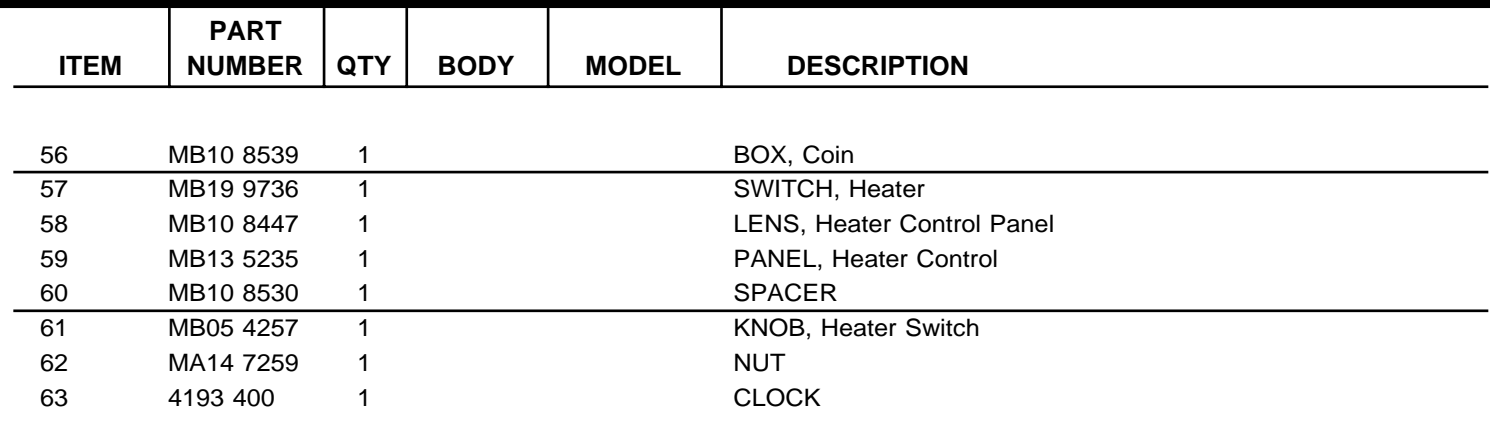 PART
ITEM NUMBER QTY BODY MODEL DESCRIPTION
56 MB10 8539 1 BOX, Coin
57 MB19 9736 1 SWITCH, Heater
58 MB10 8447 1 LENS, Heater Control Panel
59 MB13 5235 1 PANEL, Heater Control
60 MB10 8530 1 SPACER
61 MB05 4257 1 KNOB, Heater Switch
62 MA14 7259 1 NUT
63 4193 400 1 CLOCK